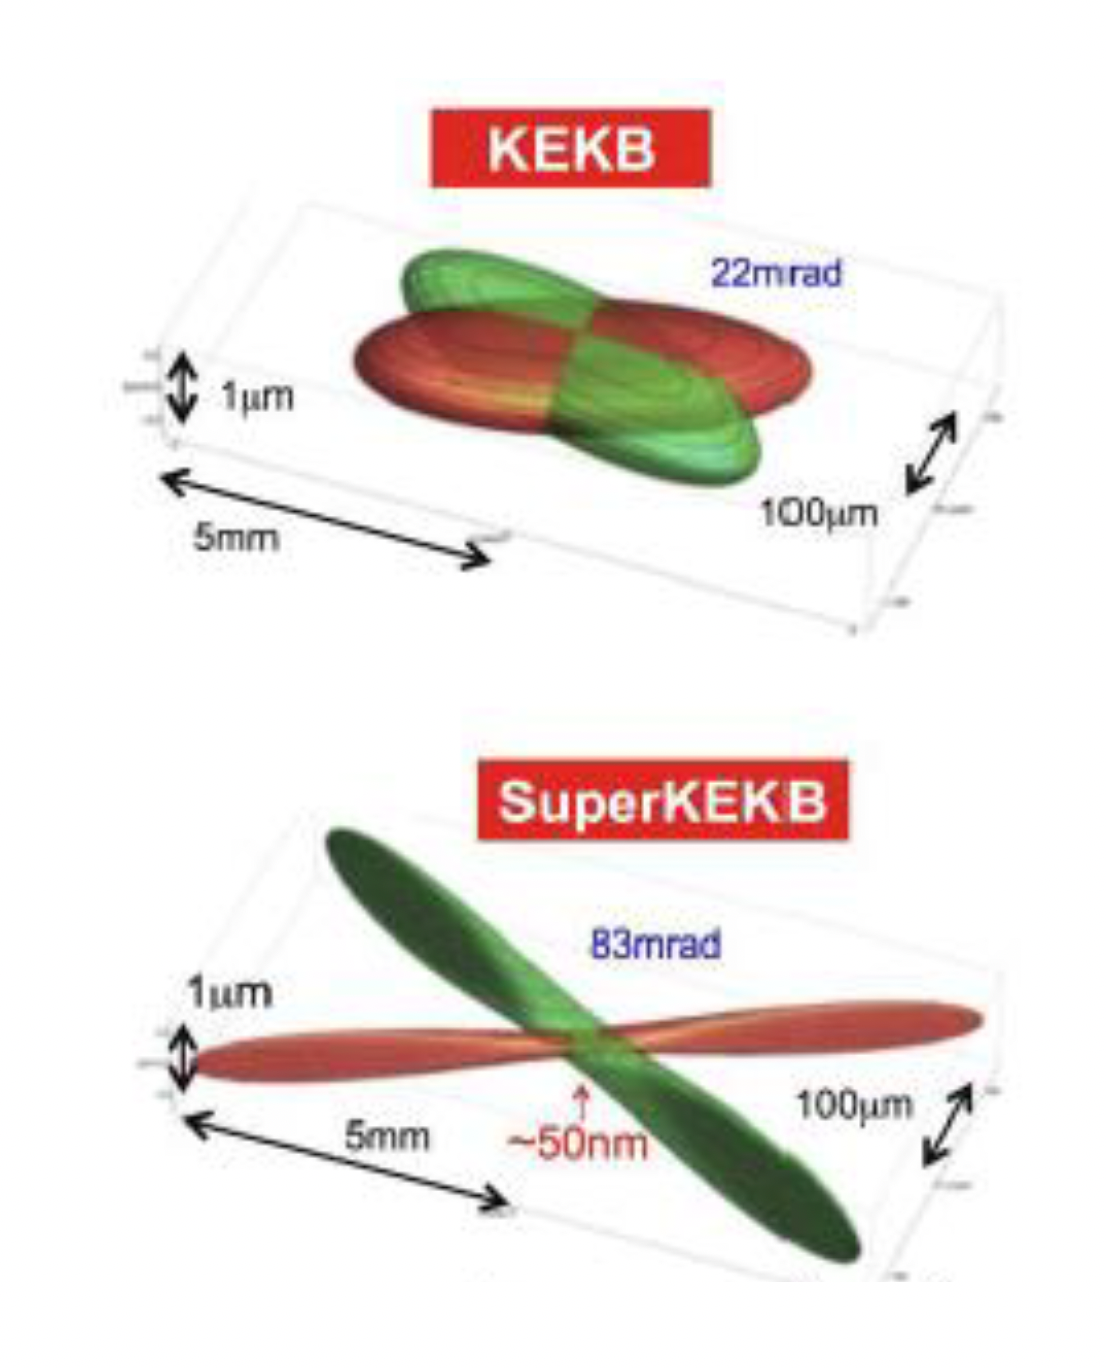 KEKB
22mrad
1μm
100μm
5mm
SuperKEKB
83mrad
1μm
100μm
5mm
~50nm